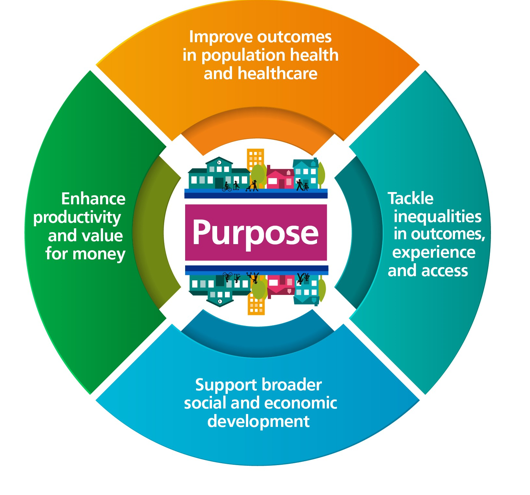 Improve outcomes
in population health
and healthcare
Enhance
productivity
and value
for money
Purpose
Tackle
inequalities
in outcomes,
experience
and access
Support broader
social and economic
development